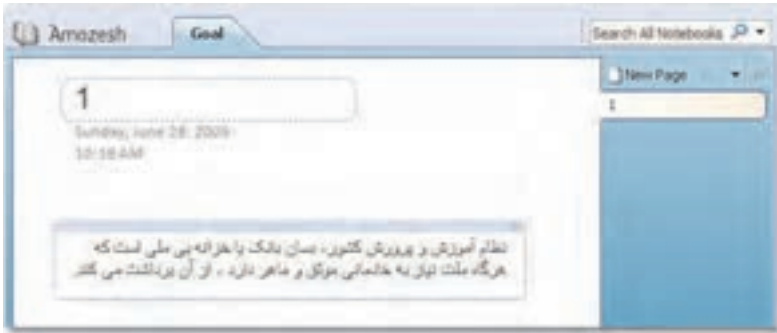 Amozesh
Goal
Search All Notebooks
New Page
1
1
Sunday, June 28, 2009
10:18 AM
نظام آموزش و پرورش کشور، بسان بانک یا خزانه یی ملی است که
هرگاه ملت نیاز به خادمانی موثق و ماهر دارد ، از آن برداشت می کند